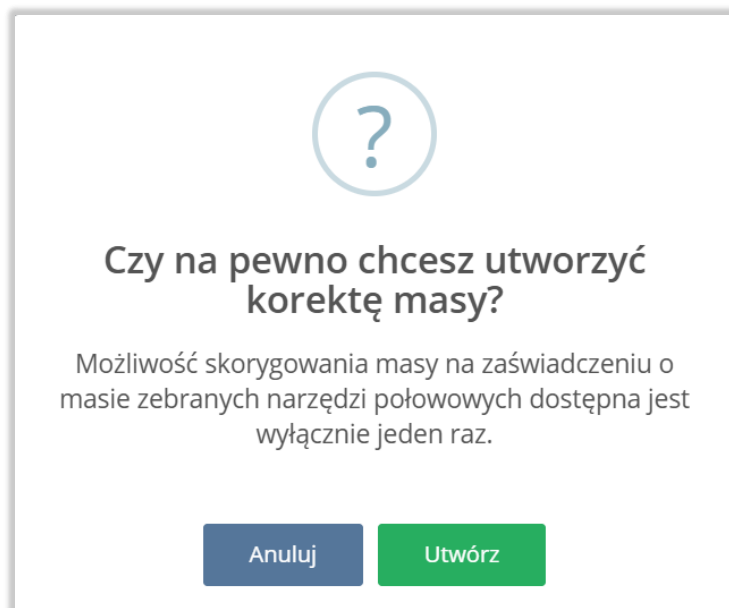 ?
Czy na pewno chcesz utworzyć
korektę masy?
Możliwość skorygowania masy na zaświadczeniu o
masie zebranych narzędzi połowowych dostępna jest
wyłącznie jeden raz.
Anuluj Utwórz